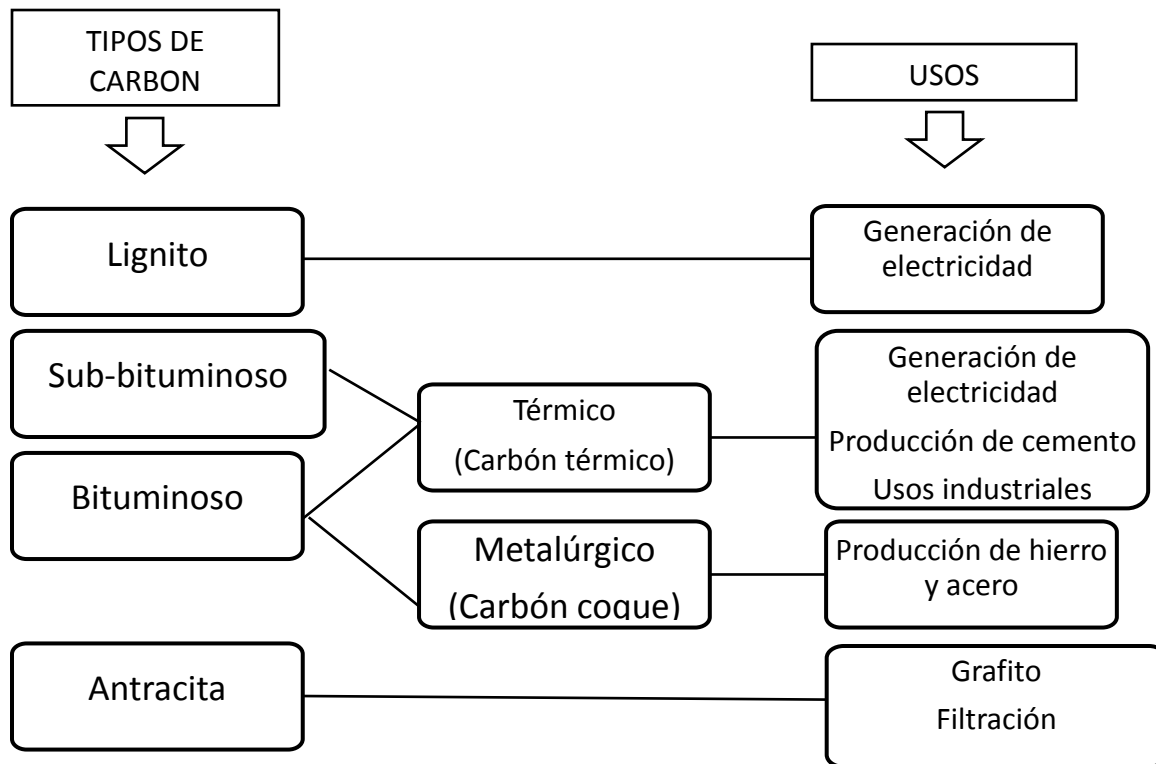 TIPOS DE
CARBON
USOS
Lignito
Generación de
electricidad
Sub-bituminoso
Bituminoso
Térmico
(Carbón térmico)
Generación de
electricidad
Producción de cemento
Usos industriales
Metalúrgico
(Carbón coque)
Producción de hierro
y acero
Antracita
Grafito
Filtración